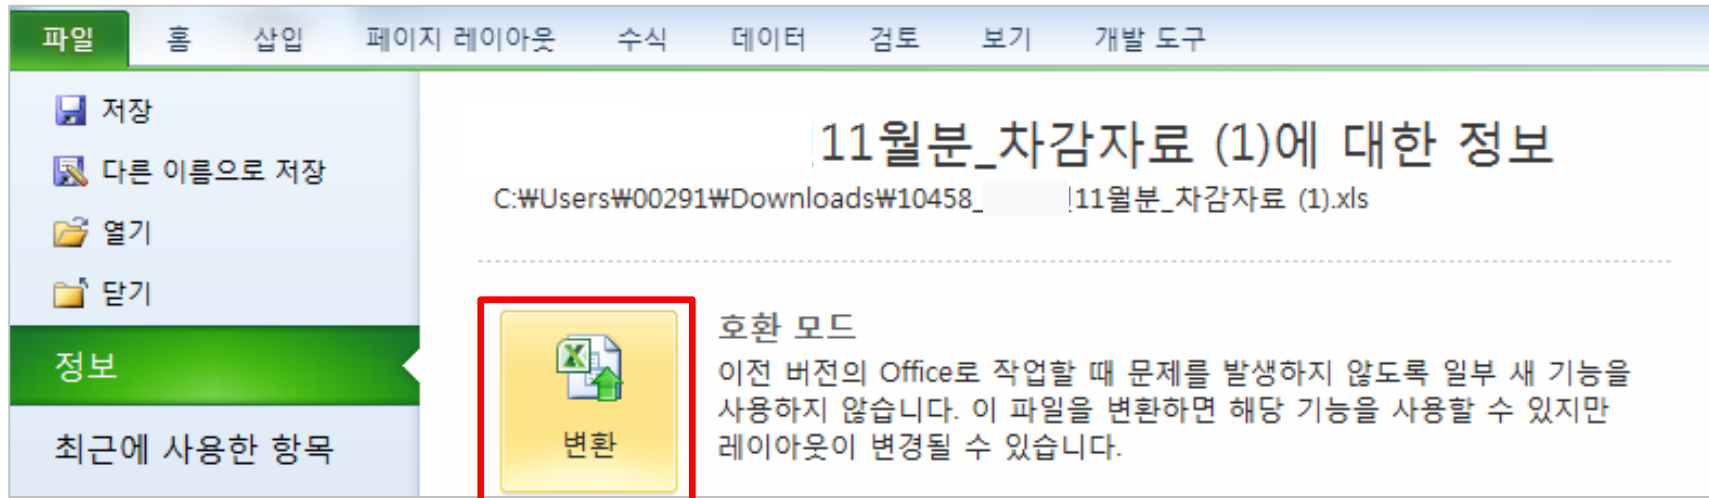 파일 홈 삽입 페이지 레이아웃 수식 데이터 검토 보기 개발 도구
저장
다른 이름으로 저장
열기
닫기
정보
최근에 사용한 항목
11월분_차감자료 (1)에 대한 정보
C:₩Users₩00291₩Downloads₩10458_ 11월분_차감자료 (1).xls
변환
호환 모드
이전 버전의 Office로 작업할 때 문제를 발생하지 않도록 일부 새 기능을
사용하지 않습니다. 이 파일을 변환하면 해당 기능을 사용할 수 있지만
레이아웃이 변경될 수 있습니다.